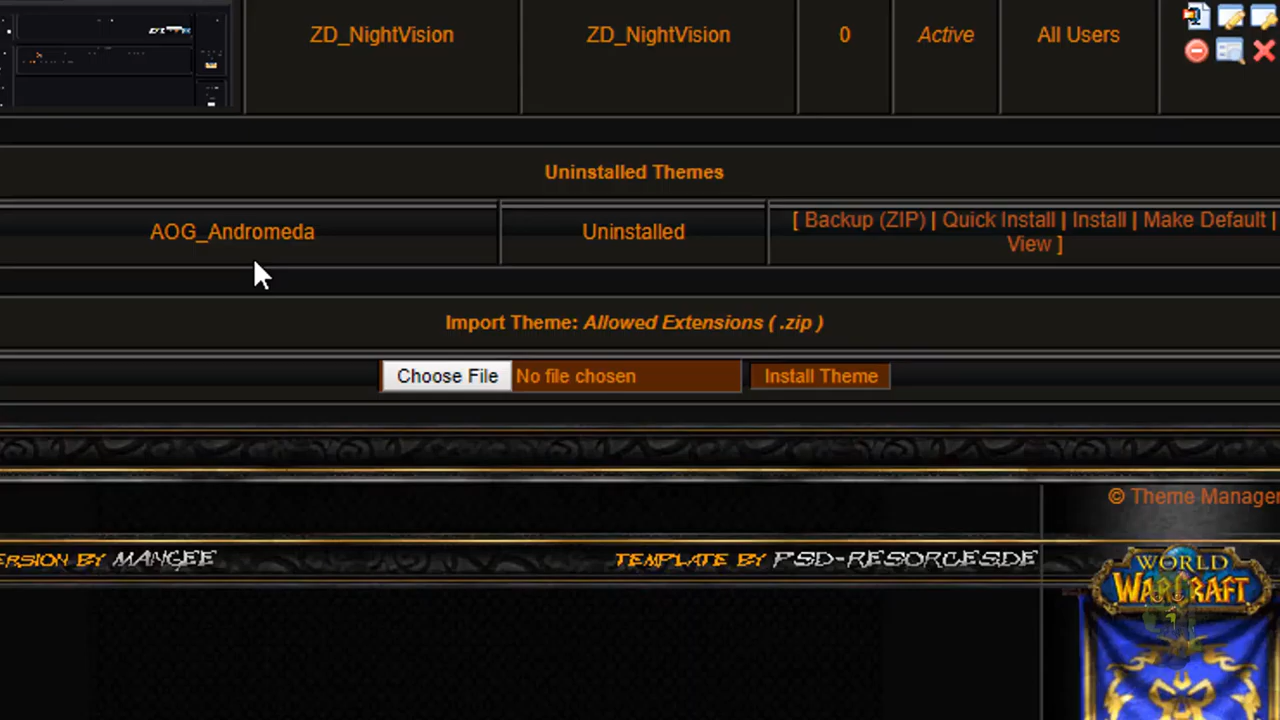 ZD_NightVision ZD_NightVision 0 Active All Users
Uninstalled Themes
AOG_Andromeda Uninstalled [ Backup (ZIP) | Quick Install | Install | Make Default |
View ]
Import Theme: Allowed Extensions ( .zip )
Choose File No file chosen Install Theme
© Theme Manager
ERSION BY MANGEE TEMPLATE BY PSD-RESORCES.DE
WORLD
WARCRAFT